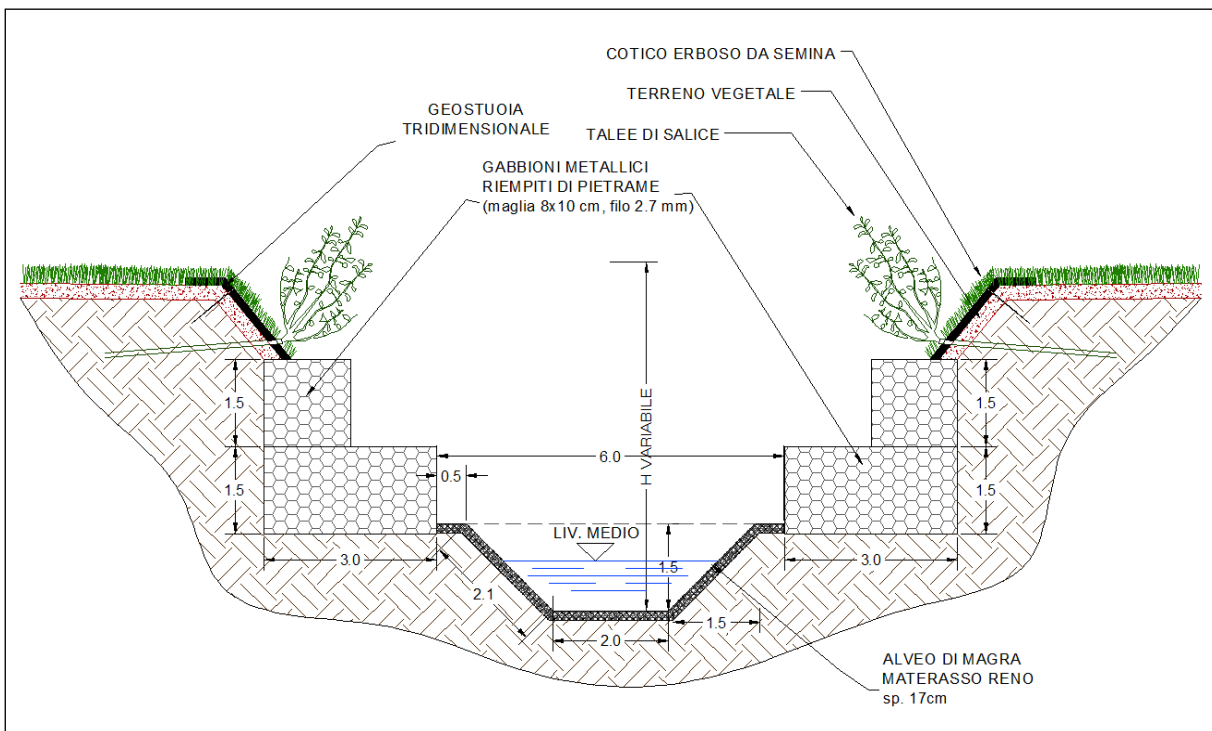 COTICO ERBOSO DA SEMINA
TERRENO VEGETALE
GEOSTUOIA
TRIDIMENSIONALE
TALEE DI SALICE
GABBIONI METALLICI
RIEMPITI DI PIETRAME
(maglia 8x10 cm, filo 2.7 mm)
H VARIABILE
1.5
1.5
6.0
0.5
1.5
1.5
LIV. MEDIO
1.5
3.0
3.0
2.1
1.5
2.0
ALVEO DI MAGRA
MATERASSO RENO
sp. 17cm